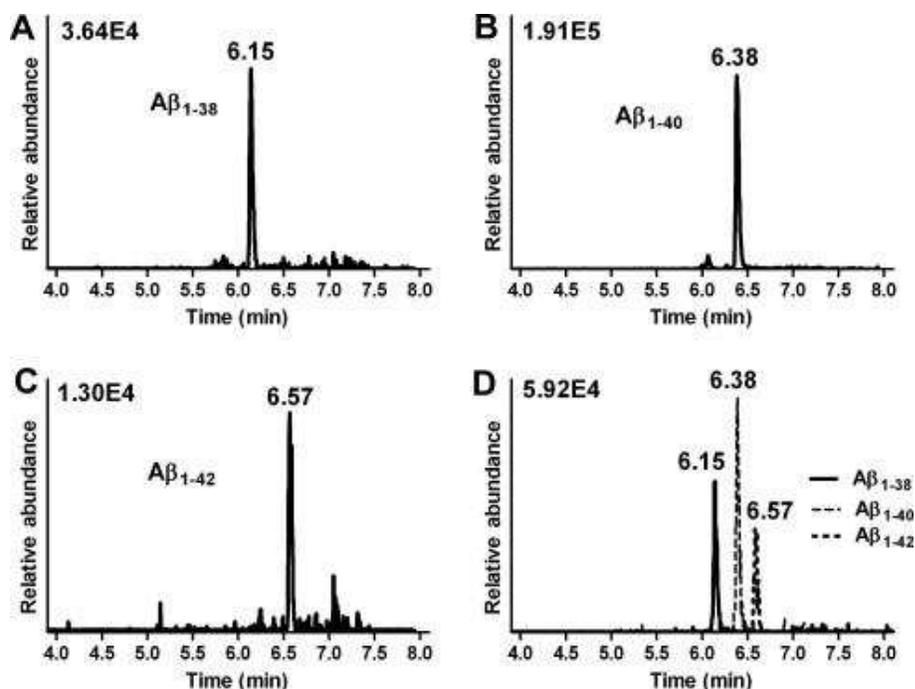 A
3.64E4
6.15
Aβ1-38
Relative abundance
4.0 4.5 5.0 5.5 6.0 6.5 7.0 7.5 8.0
Time (min)
B
1.91E5
6.38
Aβ1-40
Relative abundance
4.0 4.5 5.0 5.5 6.0 6.5 7.0 7.5 8.0
Time (min)
C
1.30E4
6.57
Aβ1-42
Relative abundance
4.0 4.5 5.0 5.5 6.0 6.5 7.0 7.5 8.0
Time (min)
D
5.92E4
6.38
6.15
6.57
Aβ1-38
Aβ1-40
Aβ1-42
Relative abundance
4.0 4.5 5.0 5.5 6.0 6.5 7.0 7.5 8.0
Time (min)